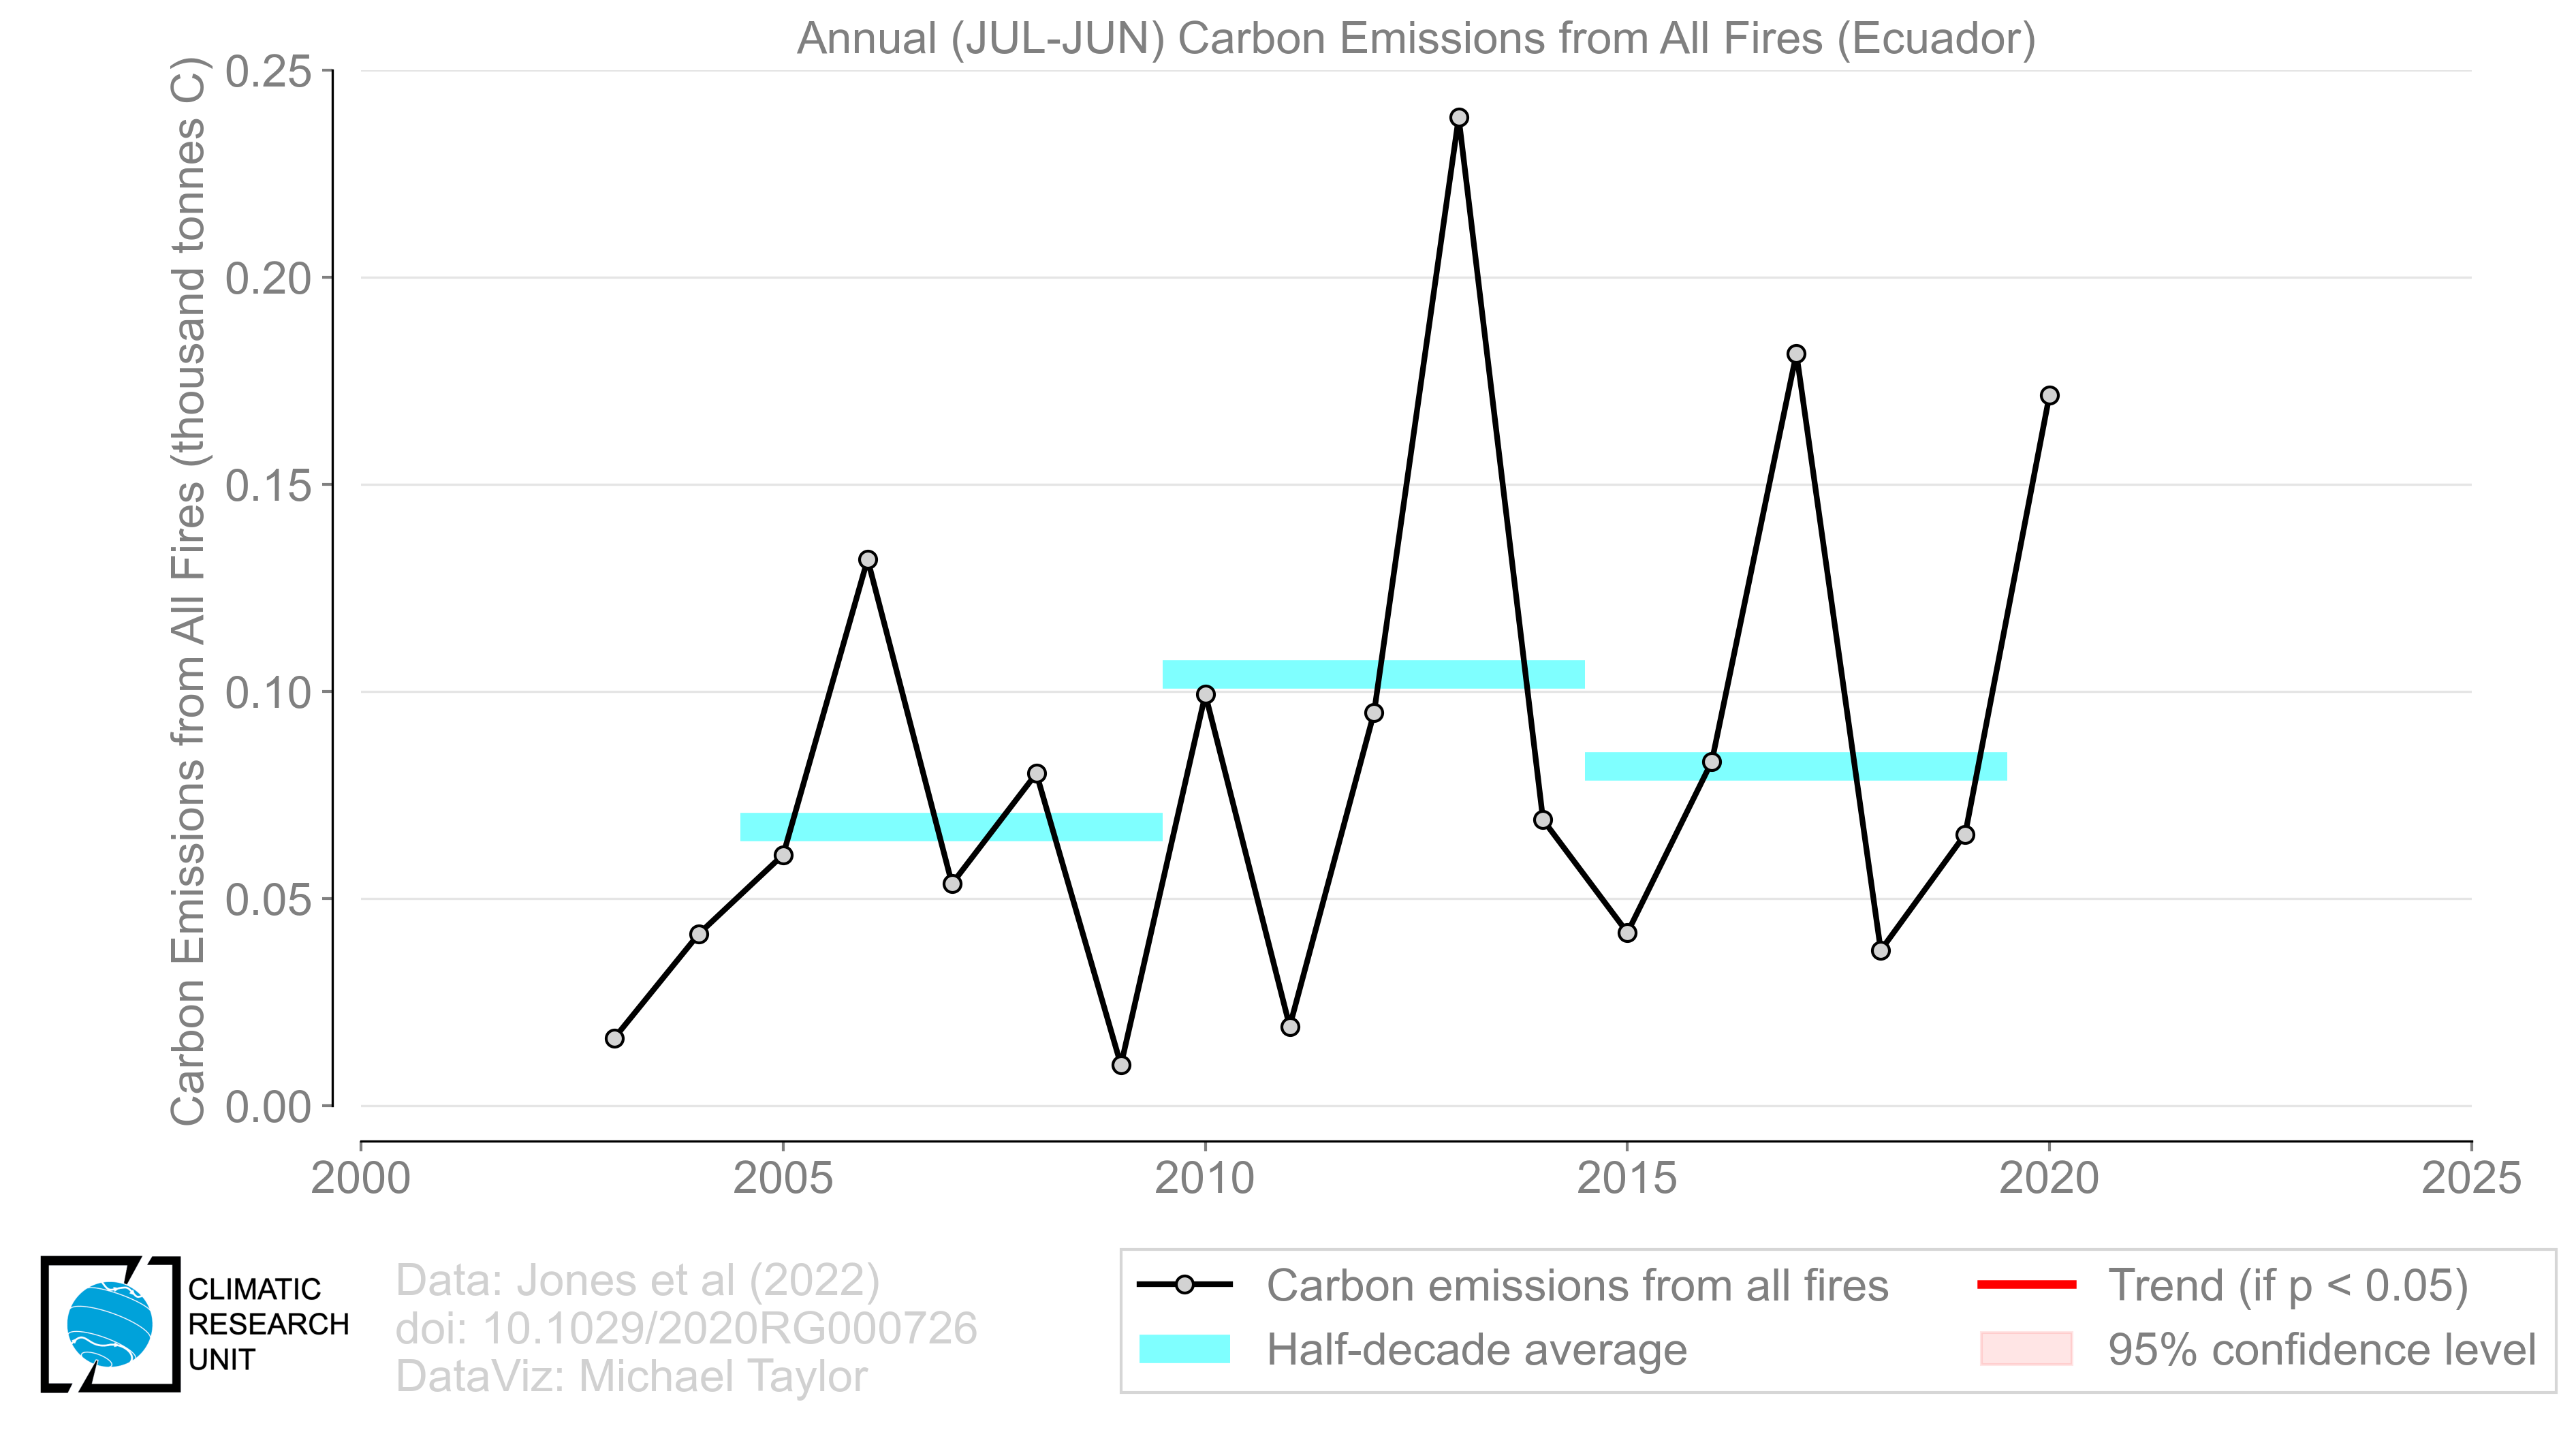 Annual (JUL-JUN) Carbon Emissions from All Fires (Ecuador)
Carbon Emissions from All Fires (thousand tonnes C)
0.25
0.20
0.15
0.10
0.05
0.00
2000 2005 2010 2015 2020 2025
CLIMATIC
RESEARCH
UNIT
Data: Jones et al (2022)
doi: 10.1029/2020RG000726
DataViz: Michael Taylor
Carbon emissions from all fires
Half-decade average
Trend (if p < 0.05)
95% confidence level